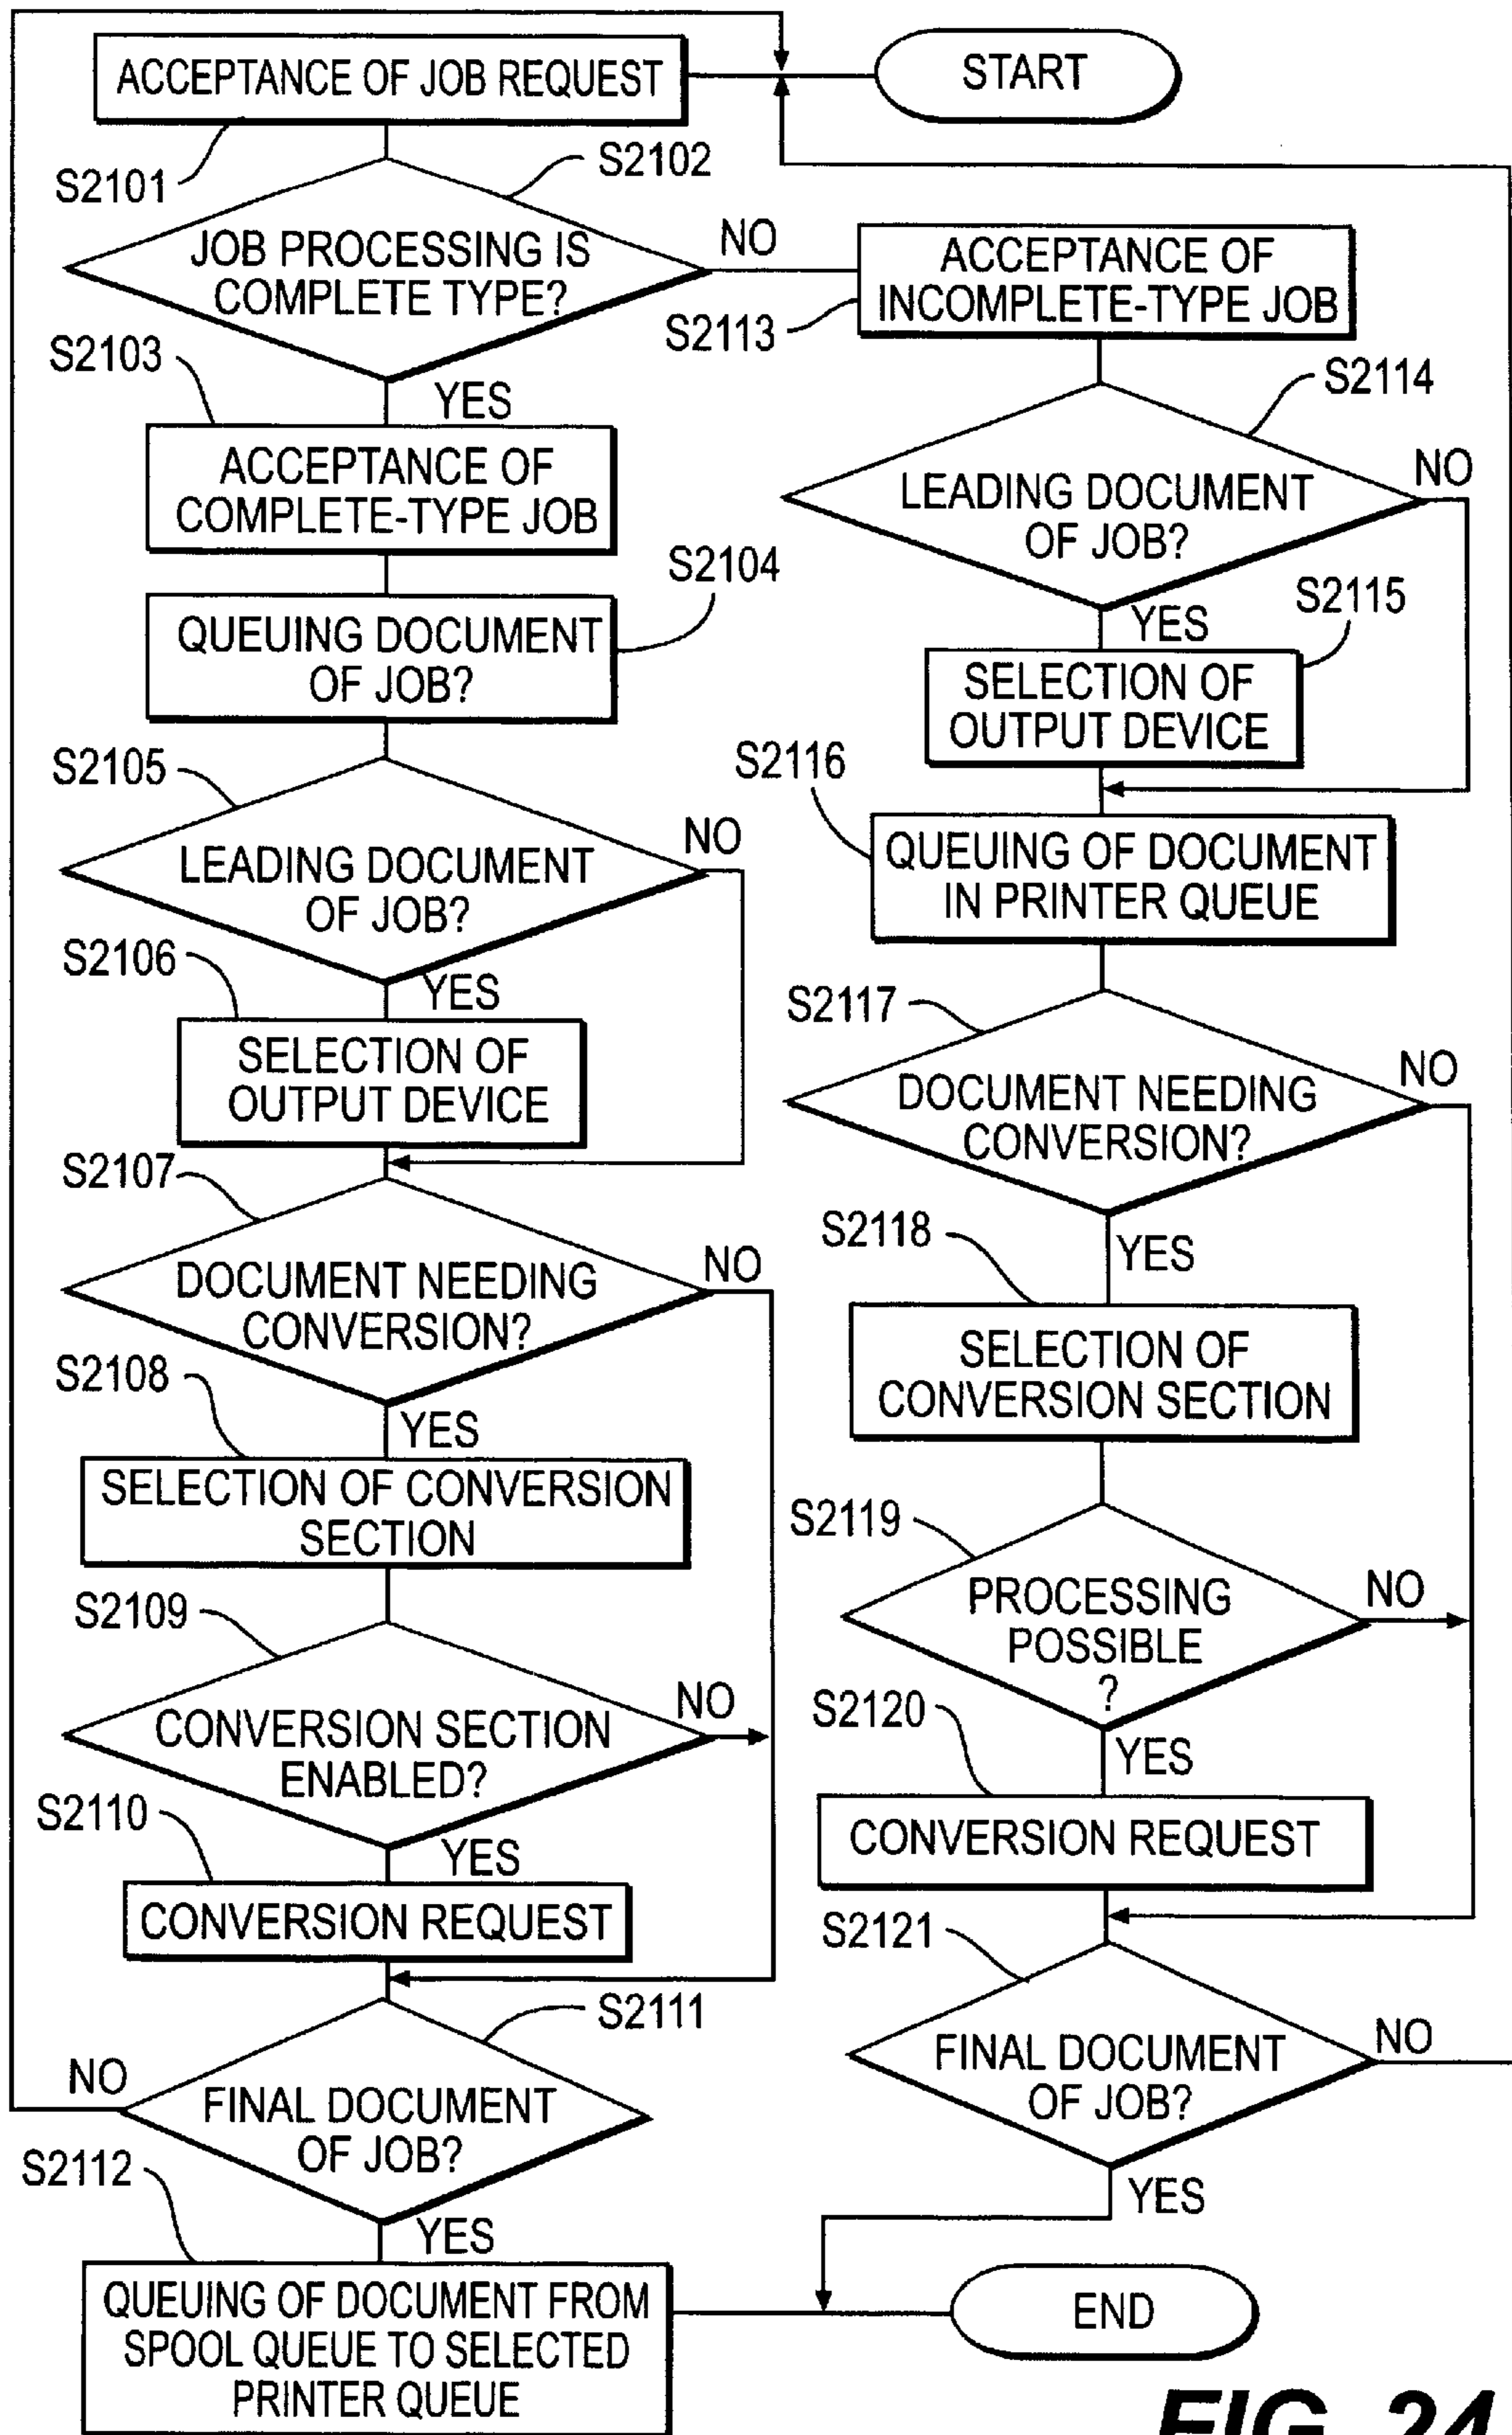 START
ACCEPTANCE OF JOB REQUEST
S2101
S2102
JOB PROCESSING IS
COMPLETE TYPE?
NO
YES
S2103
ACCEPTANCE OF
COMPLETE-TYPE JOB
S2104
QUEUING DOCUMENT
OF JOB?
S2105
LEADING DOCUMENT
OF JOB?
NO
YES
S2106
SELECTION OF
OUTPUT DEVICE
S2107
DOCUMENT NEEDING
CONVERSION?
NO
YES
S2108
SELECTION OF CONVERSION
SECTION
S2109
CONVERSION SECTION
ENABLED?
NO
YES
S2110
CONVERSION REQUEST
S2111
FINAL DOCUMENT
OF JOB?
NO
YES
S2112
QUEUING OF DOCUMENT FROM
SPOOL QUEUE TO SELECTED
PRINTER QUEUE
ACCEPTANCE OF
INCOMPLETE-TYPE JOB
S2113
S2114
LEADING DOCUMENT
OF JOB?
NO
YES
S2115
SELECTION OF
OUTPUT DEVICE
S2116
QUEUING OF DOCUMENT
IN PRINTER QUEUE
S2117
DOCUMENT NEEDING
CONVERSION?
NO
YES
S2118
SELECTION OF
CONVERSION SECTION
S2119
PROCESSING
POSSIBLE
?
NO
YES
S2120
CONVERSION REQUEST
S2121
FINAL DOCUMENT
OF JOB?
NO
YES
END
FIG. 24